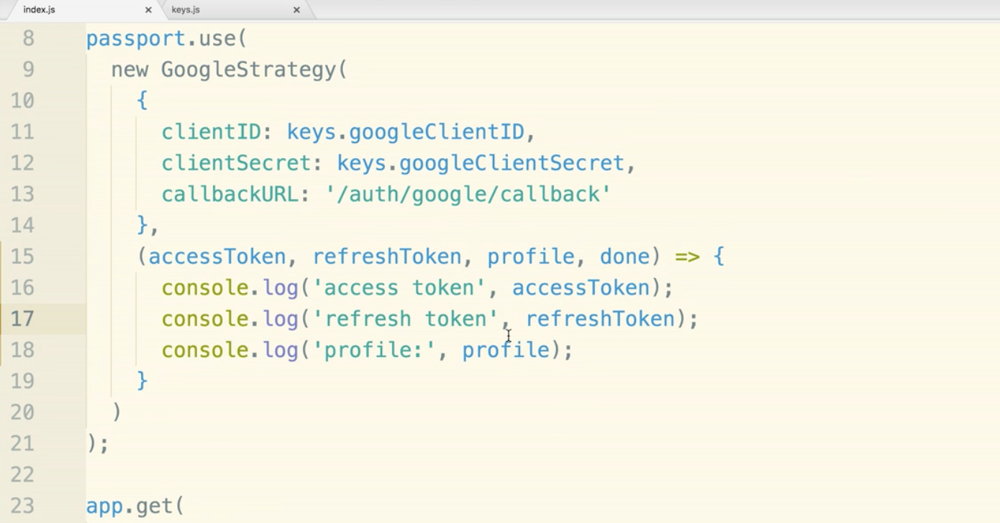 index.js × keys.js ×
8 passport.use(
9 new GoogleStrategy(
10 {
11 clientID: keys.googleClientID,
12 clientSecret: keys.googleClientSecret,
13 callbackURL: '/auth/google/callback'
14 },
15 (accessToken, refreshToken, profile, done) => {
16 console.log('access token', accessToken);
17 console.log('refresh token', refreshToken);
18 console.log('profile:', profile);
19 }
20 )
21 );
22
23 app.get(